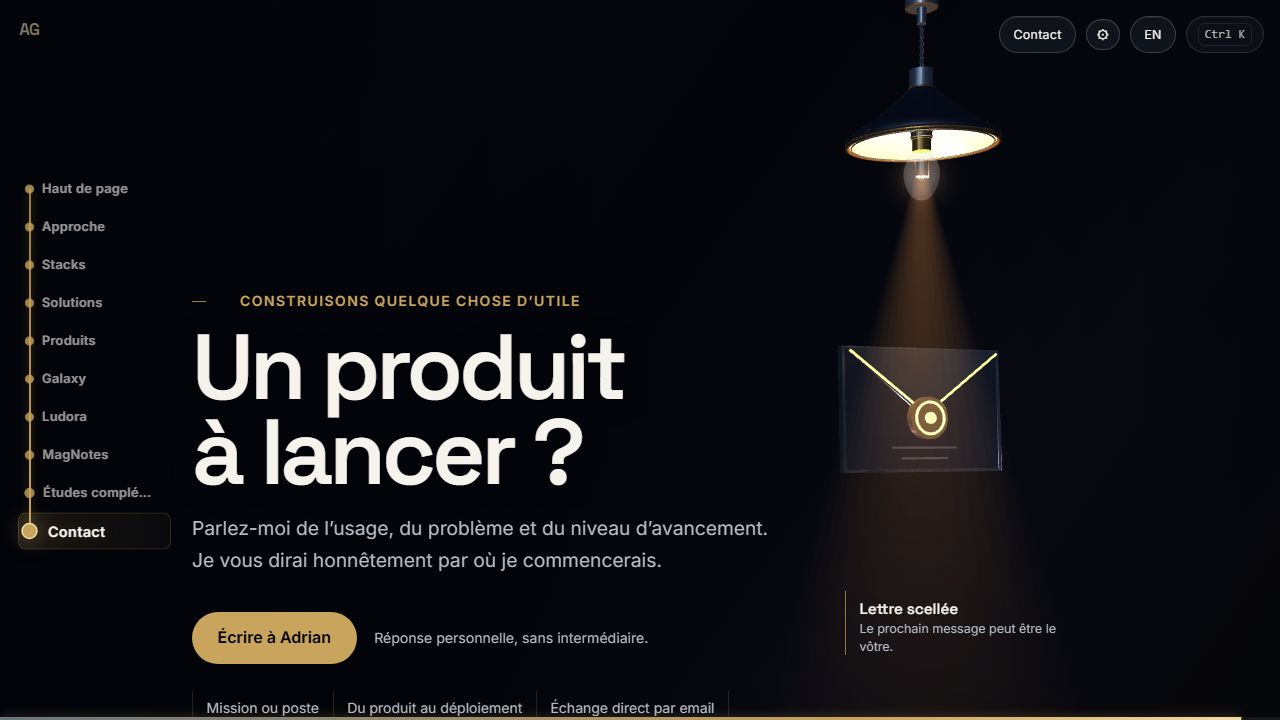 AG
Contact
EN
Ctrl K
Haut de page
Approche
Stacks
Solutions
Produits
Galaxy
Ludora
MagNotes
Études complé...
Contact
CONSTRUISONS QUELQUE CHOSE D’UTILE
Un produit
à lancer ?
Parlez-moi de l’usage, du problème et du niveau d’avancement.
Je vous dirai honnêtement par où je commencerais.
Écrire à Adrian
Réponse personnelle, sans intermédiaire.
Lettre scellée
Le prochain message peut être le
vôtre.
Mission ou poste
Du produit au déploiement
Échange direct par email